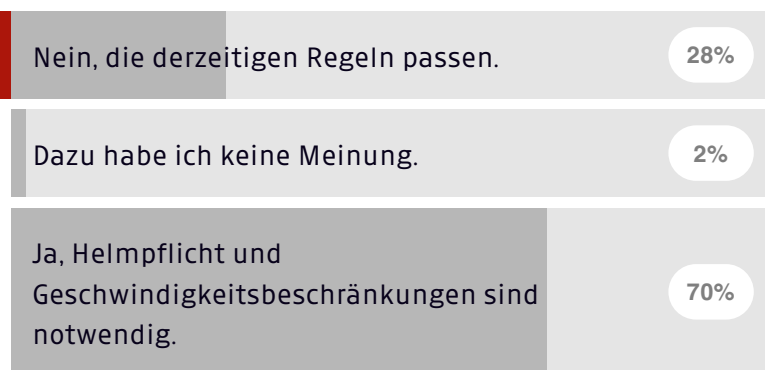 Nein, die derzeitigen Regeln passen.
28%
Dazu habe ich keine Meinung.
2%
Ja, Helmpflicht und
Geschwindigkeitsbeschränkungen sind
notwendig.
70%